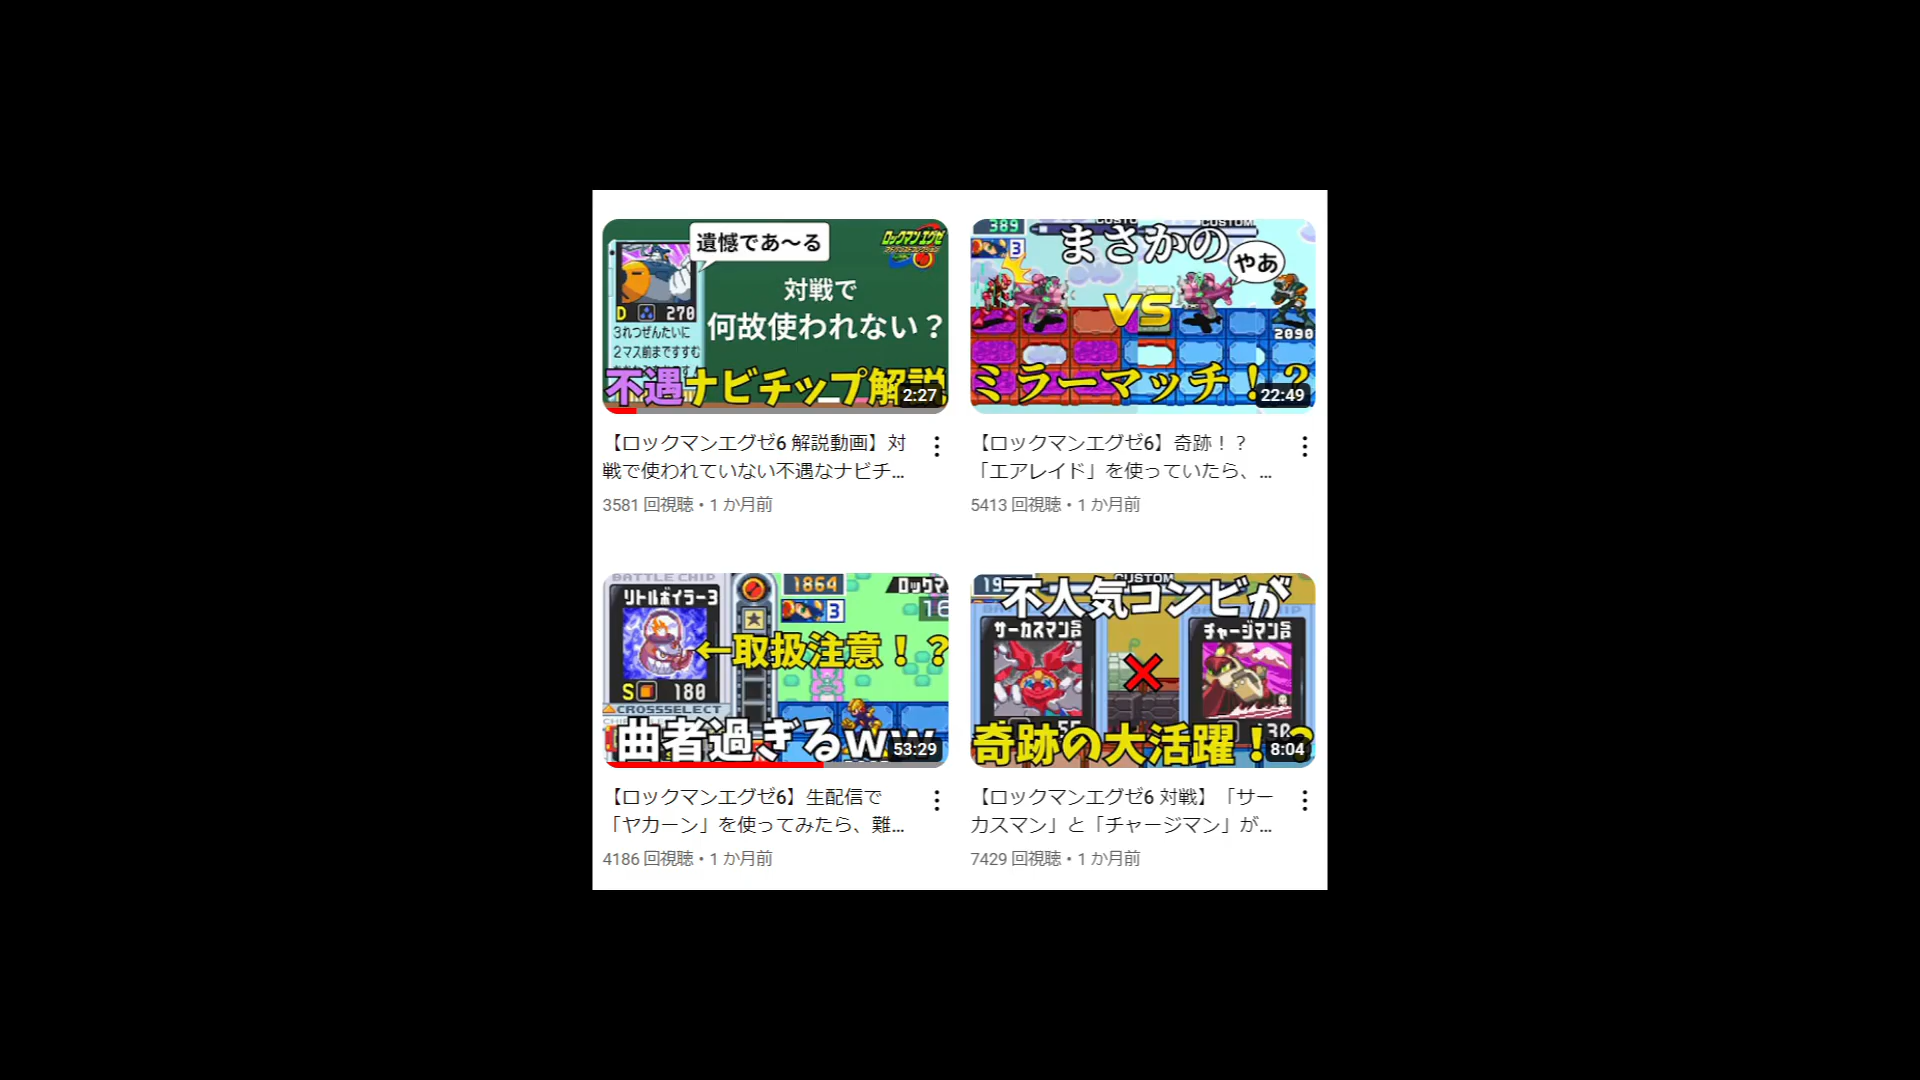 遺憾であ～る
ロックマンエグゼ
対戦で
何故使われない？
D 270
3れつぜんたいに
2マス前まですすむ
不遇ナビチップ解説
2:27
【ロックマンエグゼ6 解説動画】対
戦で使われていない不遇なナビチ...
3581 回視聴・1 か月前
389
CUSTOM
3
まさかの
やあ
VS
2090
ミラーマッチ！？
22:49
【ロックマンエグゼ6】奇跡！？
「エアレイド」を使っていたら、...
5413 回視聴・1 か月前
BATTLE CHIP
リトルボイラー3
1864
3
ロックマ
16
←取扱注意！？
S 180
CROSSSELECT
曲者過ぎるww
53:29
【ロックマンエグゼ6】生配信で
「ヤカーン」を使ってみたら、難...
4186 回視聴・1 か月前
CUSTOM
不人気コンビが
サーカスマン
チャージマン
奇跡の大活躍！？
8:04
【ロックマンエグゼ6 対戦】「サー
カスマン」と「チャージマン」が...
7429 回視聴・1 か月前